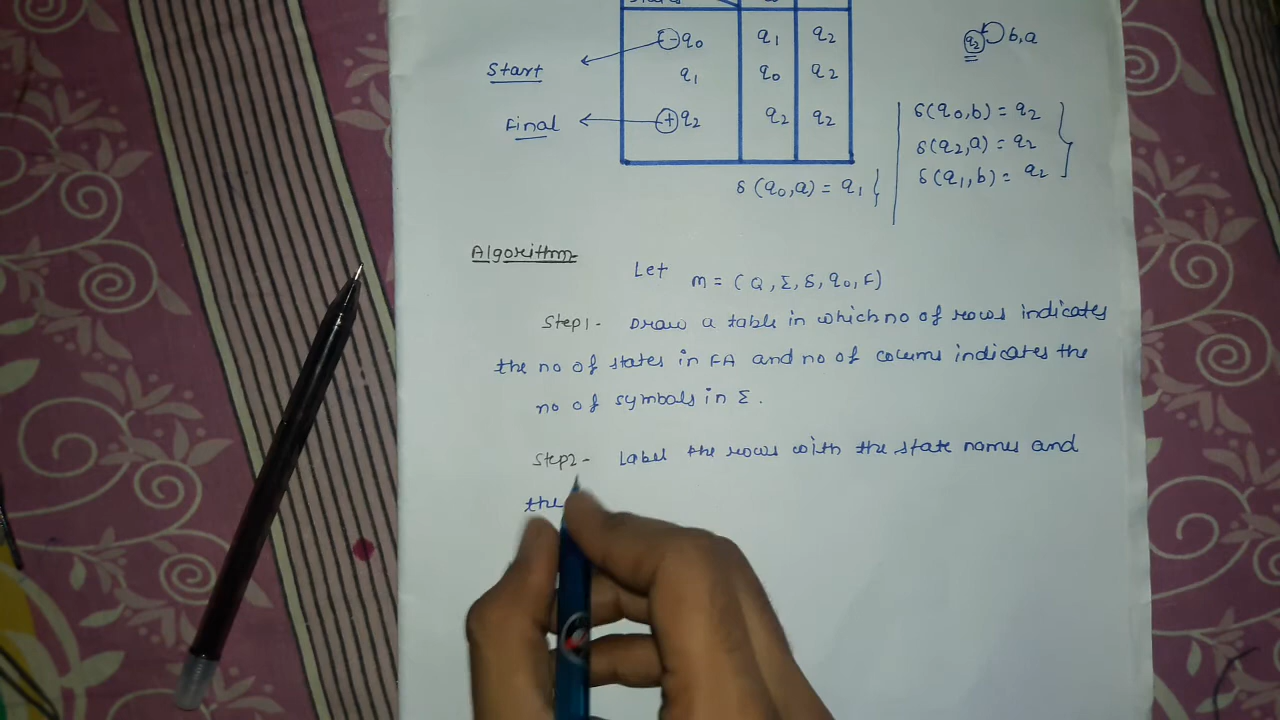 Start
Final
⊖q₀ q₁ q₂
q₁ q₀ q₂
⊕q₂ q₂ q₂
q₂ b,a
δ(q₀,a) = q₁
δ(q₀,b) = q₂
δ(q₂,a) = q₂
δ(q₁,b) = q₂
Algorithm
Let m = (Q, Σ, δ, q₀, F)
Step1- Draw a table in which no of rows indicates
the no of states in FA and no of colums indicates the
no of symbols in Σ.
Step2- Label the rows with the state names and
the